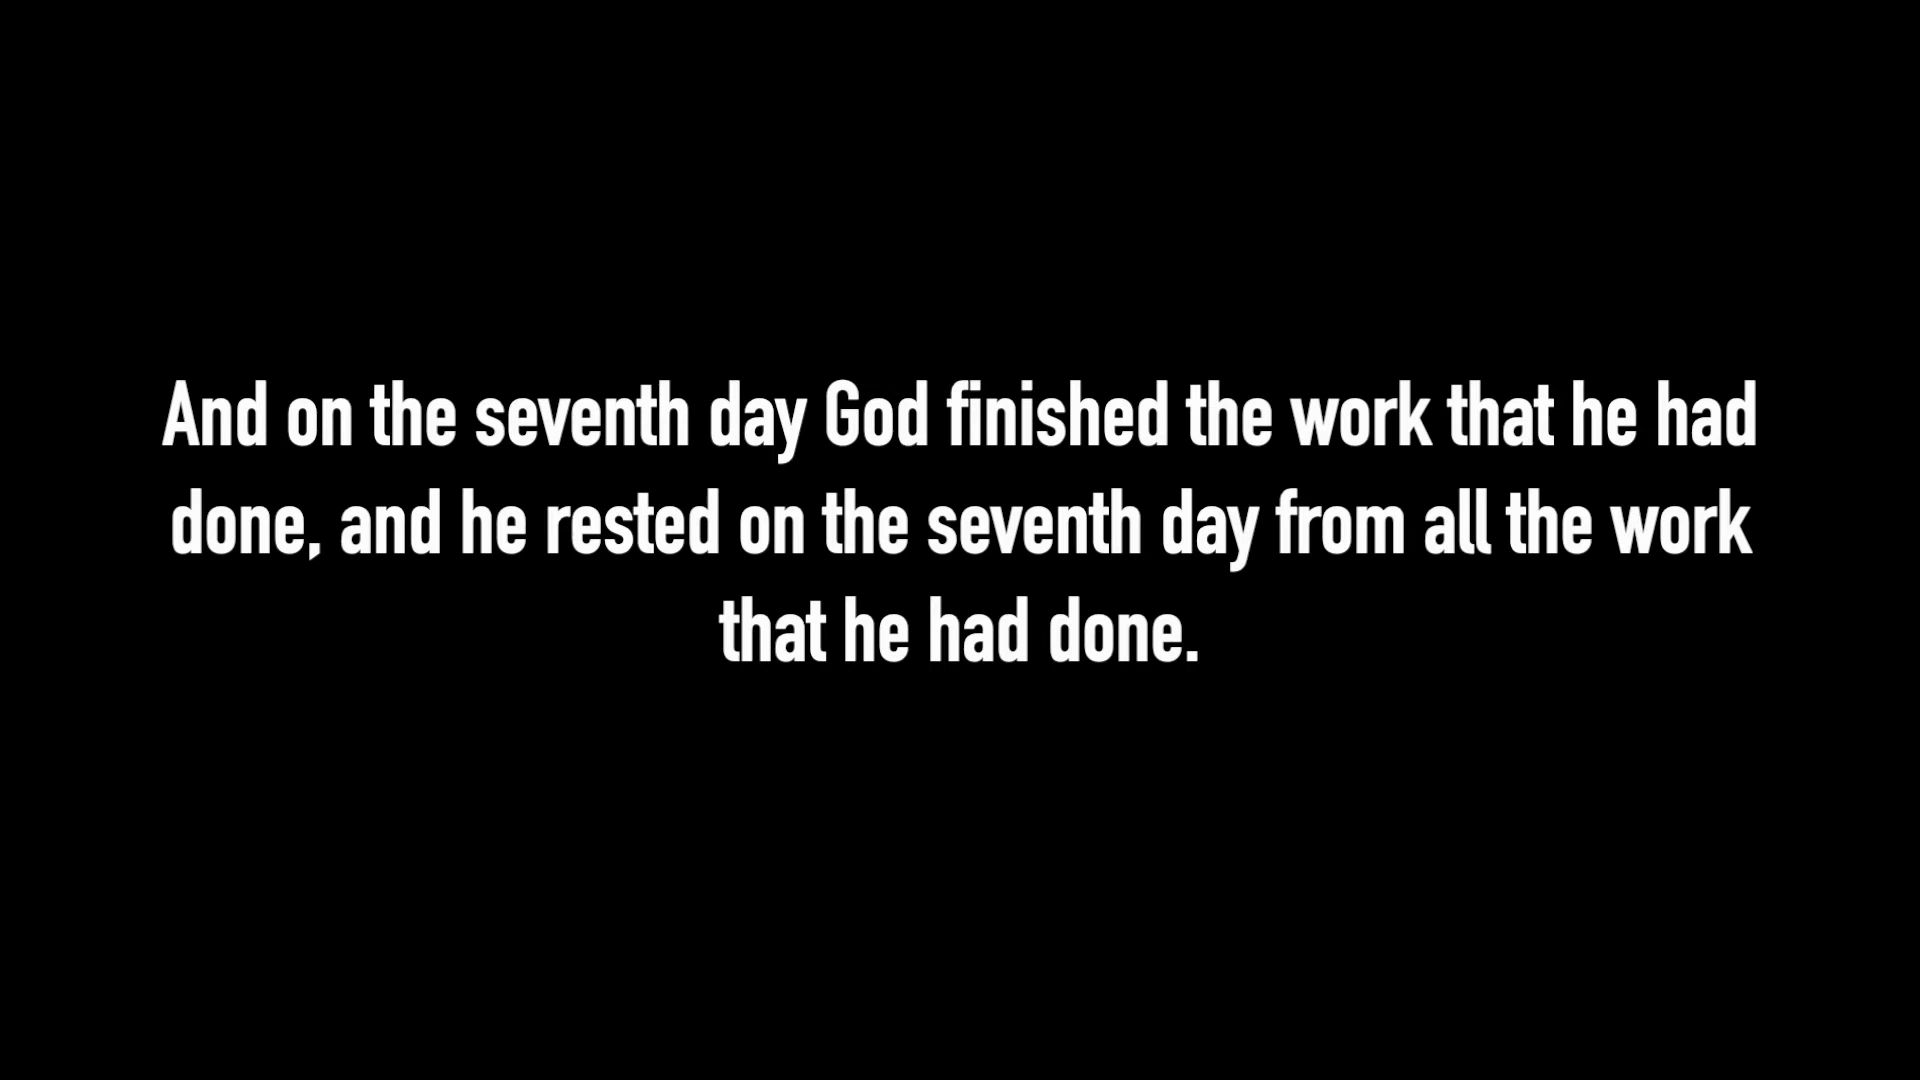 And on the seventh day God finished the work that he had
done, and he rested on the seventh day from all the work
that he had done.